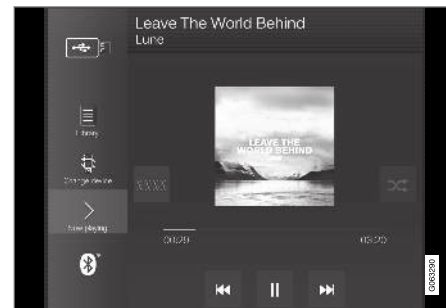 Leave The World Behind
Lune
Library
Change device
Now playing
LEAVE THE
WORLD BEHIND
XXXX
00:29
03:20
G063290